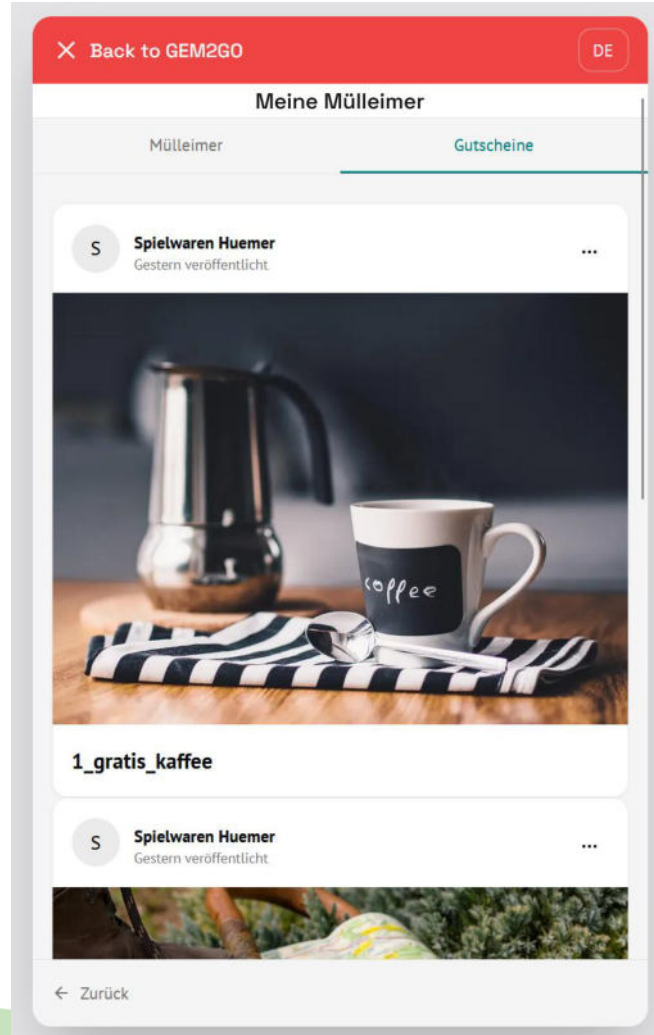 Back to GEM2GO
DE
Meine Mülleimer
Mülleimer
Gutscheine
S
Spielwaren Huemer
Gestern veröffentlicht
...
coffee
1_gratis_kaffee
S
Spielwaren Huemer
Gestern veröffentlicht
...
← Zurück